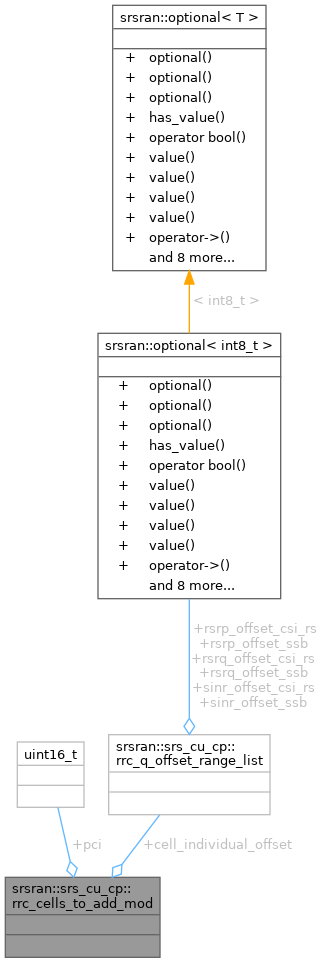 srsran::optional< T >
+ optional()
+ optional()
+ optional()
+ has_value()
+ operator bool()
+ value()
+ value()
+ value()
+ value()
+ operator->()
and 8 more...
< int8_t >
srsran::optional< int8_t >
+ optional()
+ optional()
+ optional()
+ has_value()
+ operator bool()
+ value()
+ value()
+ value()
+ value()
+ operator->()
and 8 more...
+rsrp_offset_csi_rs
+rsrp_offset_ssb
+rsrq_offset_csi_rs
+rsrq_offset_ssb
+sinr_offset_csi_rs
+sinr_offset_ssb
uint16_t
srsran::srs_cu_cp::
rrc_q_offset_range_list
+pci
+cell_individual_offset
srsran::srs_cu_cp::
rrc_cells_to_add_mod